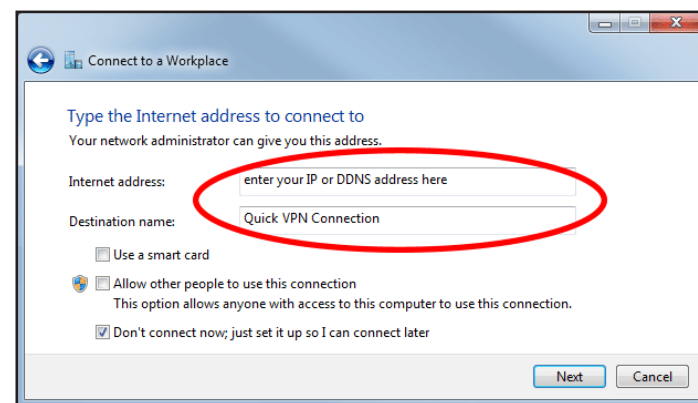 Connect to a Workplace
Type the Internet address to connect to
Your network administrator can give you this address.
Internet address:
enter your IP or DDNS address here
Destination name:
Quick VPN Connection
Use a smart card
Allow other people to use this connection
This option allows anyone with access to this computer to use this connection.
Don't connect now; just set it up so I can connect later
Next
Cancel